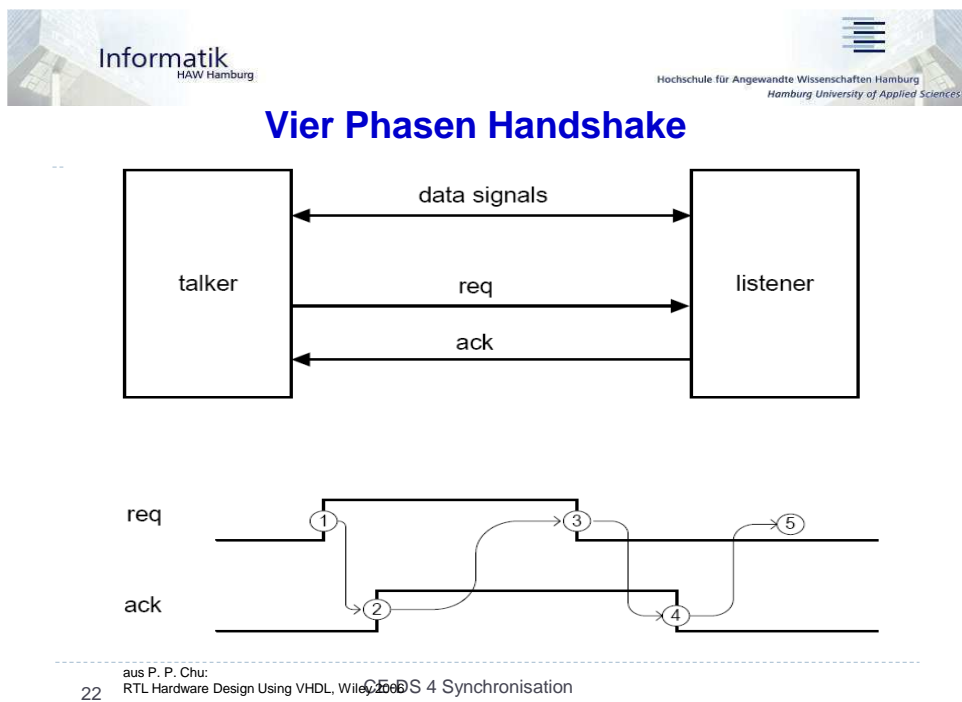 Informatik
HAW Hamburg
Hochschule für Angewandte Wissenschaften Hamburg
Hamburg University of Applied Sciences
Vier Phasen Handshake
data signals
talker
req
listener
ack
req
1
3
5
ack
2
4
aus P. P. Chu:
22 RTL Hardware Design Using VHDL, Wiley 2006
CE-DS 4 Synchronisation